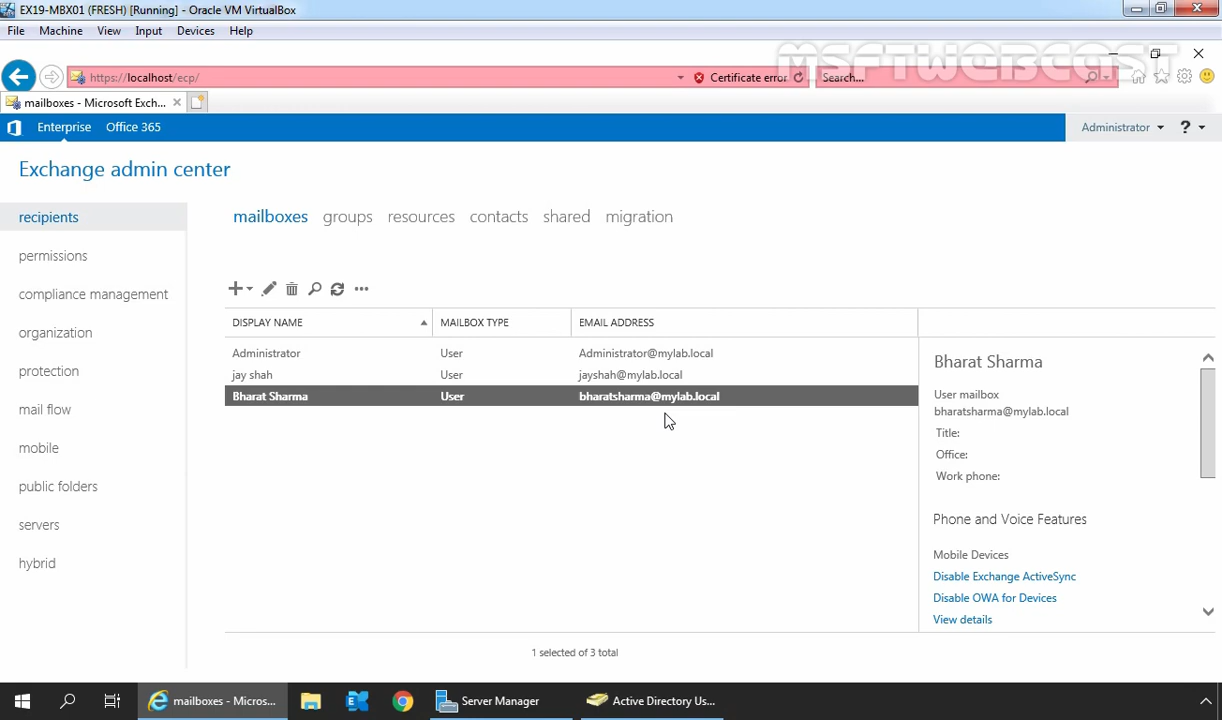 EX19-MBX01 (FRESH) [Running] - Oracle VM VirtualBox
File Machine View Input Devices Help
MSFTWEBCAST
https://localhost/ecp/ Certificate error Search...
mailboxes - Microsoft Exch...
Enterprise Office 365 Administrator ?
Exchange admin center
recipients
permissions
compliance management
organization
protection
mail flow
mobile
public folders
servers
hybrid
mailboxes groups resources contacts shared migration
DISPLAY NAME MAILBOX TYPE EMAIL ADDRESS
Administrator User Administrator@mylab.local
jay shah User jayshah@mylab.local
Bharat Sharma User bharatsharma@mylab.local
1 selected of 3 total
Bharat Sharma
User mailbox
bharatsharma@mylab.local
Title:
Office:
Work phone:
Phone and Voice Features
Mobile Devices
Disable Exchange ActiveSync
Disable OWA for Devices
View details
mailboxes - Micros... Server Manager Active Directory Us...